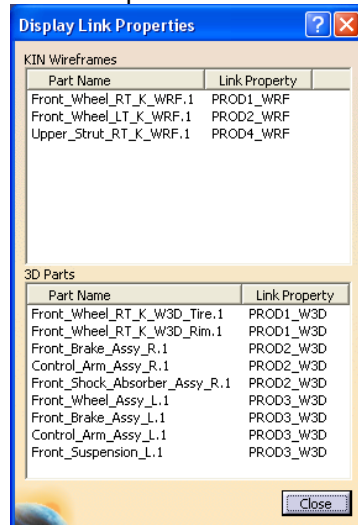 Display Link Properties
KIN Wireframes
Part Name Link Property
Front_Wheel_RT_K_WRF.1 PROD1_WRF
Front_Wheel_LT_K_WRF.1 PROD2_WRF
Upper_Strut_RT_K_WRF.1 PROD4_WRF
3D Parts
Part Name Link Property
Front_Wheel_RT_K_W3D_Tire.1 PROD1_W3D
Front_Wheel_RT_K_W3D_Rim.1 PROD1_W3D
Front_Brake_Assy_R.1 PROD2_W3D
Control_Arm_Assy_R.1 PROD2_W3D
Front_Shock_Absorber_Assy_R.1 PROD2_W3D
Front_Wheel_Assy_L.1 PROD3_W3D
Front_Brake_Assy_L.1 PROD3_W3D
Control_Arm_Assy_L.1 PROD3_W3D
Front_Suspension_L.1 PROD3_W3D
Close